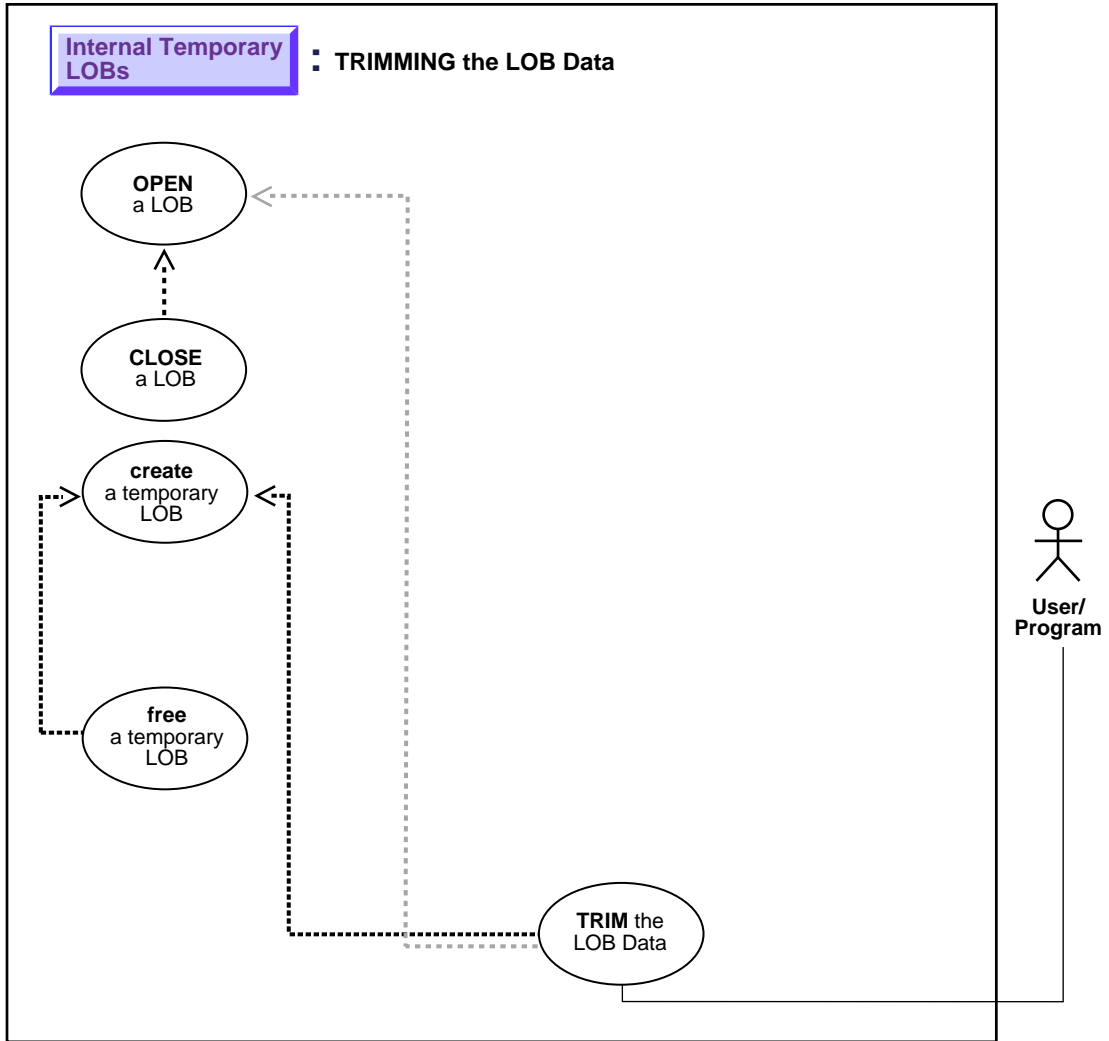 Internal Temporary
LOBs
: TRIMMING the LOB Data
OPEN
a LOB
CLOSE
a LOB
create
a temporary
LOB
User/
Program
free
a temporary
LOB
TRIM the
LOB Data